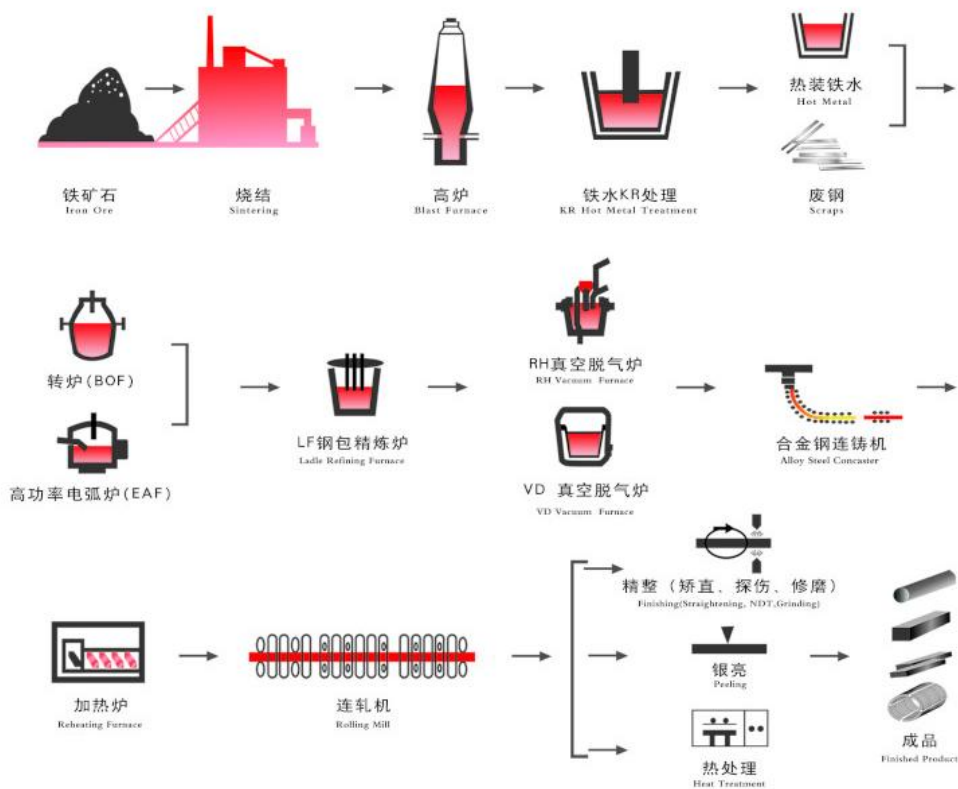 热装铁水
Hot Metal
铁矿石
Iron Ore
烧结
Sintering
高炉
Blast Furnace
铁水KR处理
KR Hot Metal Treatment
废钢
Scraps
转炉(BOF)
高功率电弧炉(EAF)
LF钢包精炼炉
Ladle Refining Furnace
RH真空脱气炉
RH Vacuum Furnace
VD 真空脱气炉
VD Vacuum Furnace
合金钢连铸机
Alloy Steel Concaster
加热炉
Reheating Furnace
连轧机
Rolling Mill
精整(矫直、探伤、修磨)
Finishing(Straightening, NDT,Grinding)
银亮
Peeling
热处理
Heat Treatment
成品
Finished Product